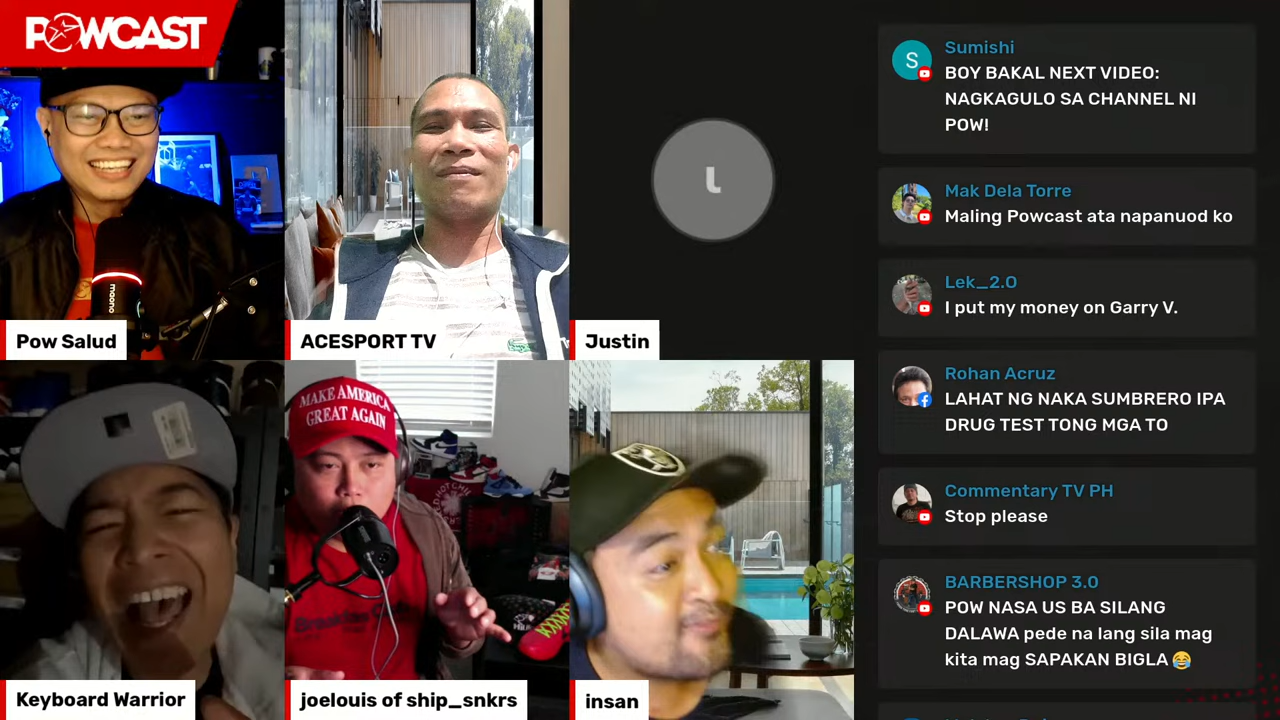 POWCAST
Pow Salud
maono
ACESPORT TV
Justin
Keyboard Warrior
MAKE AMERICA
GREAT AGAIN
joelouis of ship_snkrs
insan
S
Sumishi
BOY BAKAL NEXT VIDEO:
NAGKAGULO SA CHANNEL NI
POW!
Mak Dela Torre
Maling Powcast ata napanuod ko
Lek_2.O
I put my money on Garry V.
Rohan Acruz
LAHAT NG NAKA SUMBRERO IPA
DRUG TEST TONG MGA TO
Commentary TV PH
Stop please
BARBERSHOP 3.0
POW NASA US BA SILANG
DALAWA pede na lang sila mag
kita mag SAPAKAN BIGLA 😂